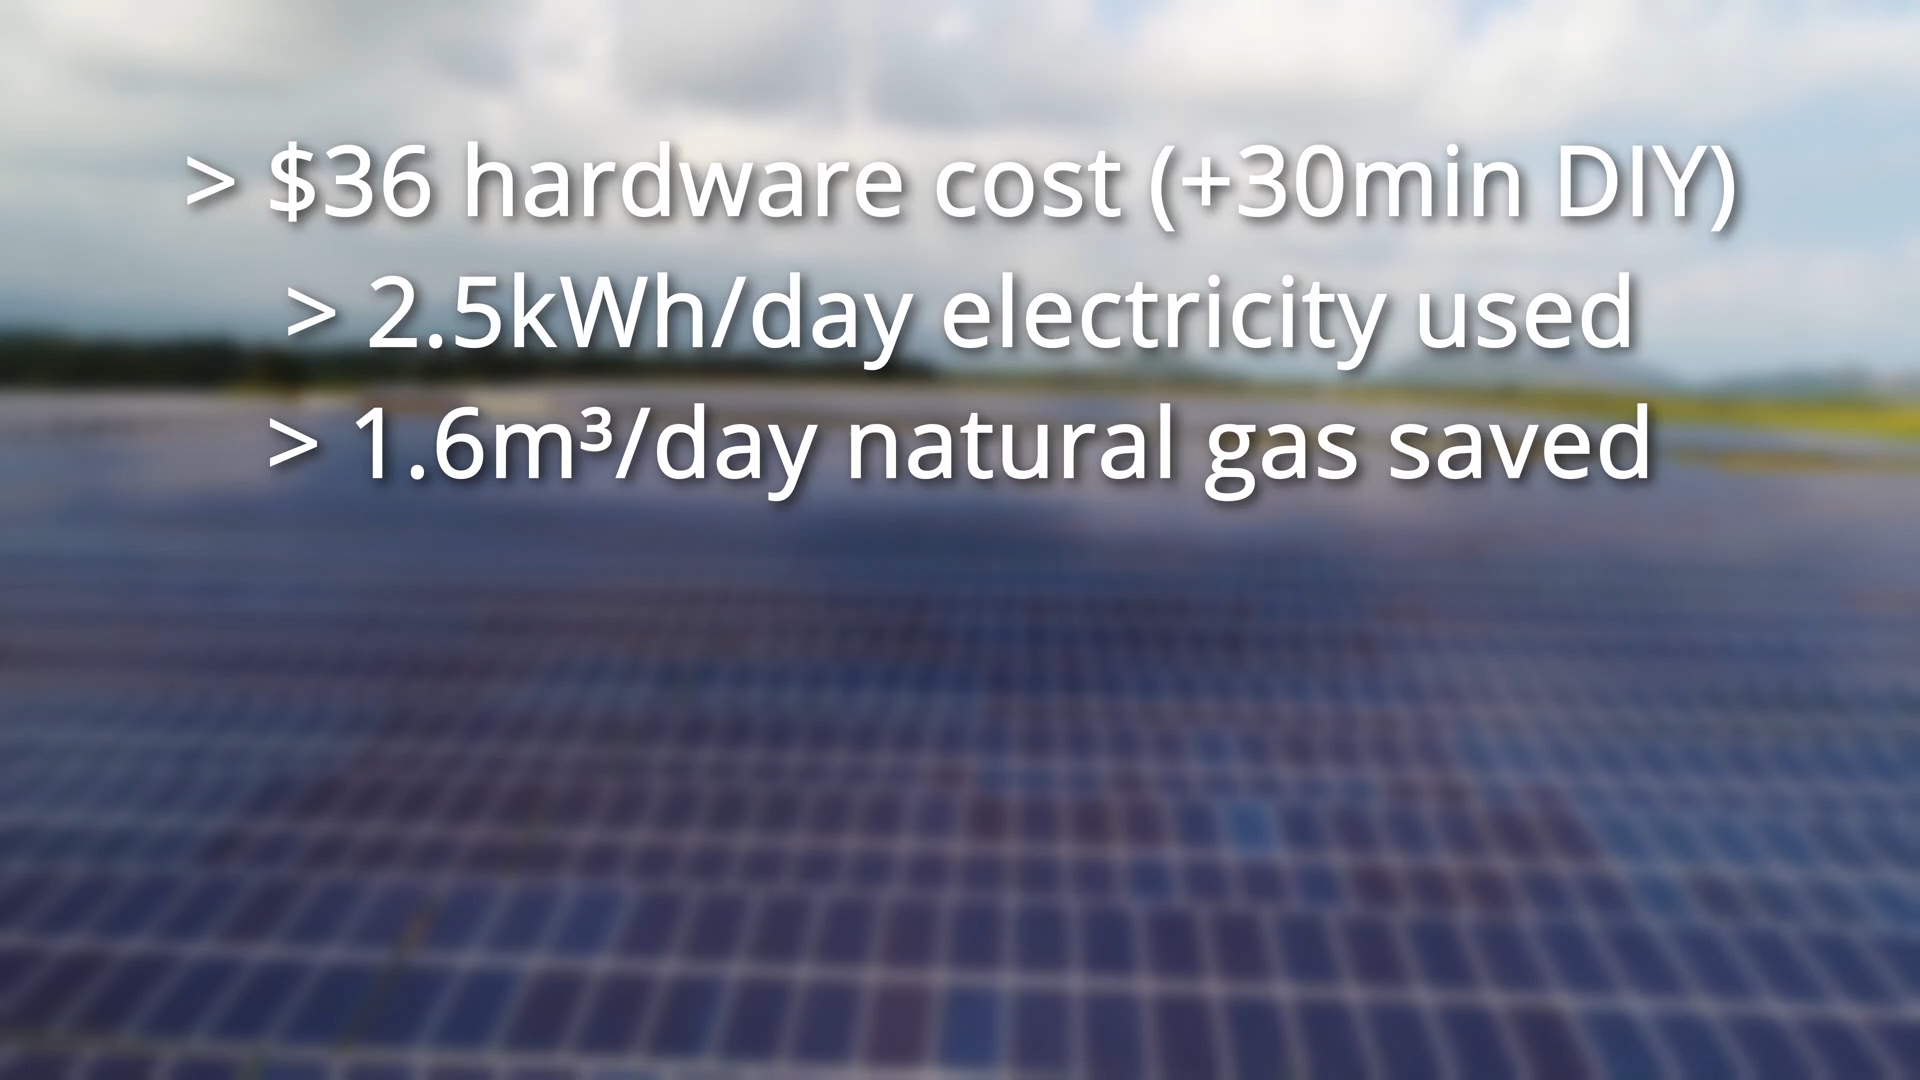 > $36 hardware cost (+30min DIY)
> 2.5kWh/day electricity used
> 1.6m³/day natural gas saved